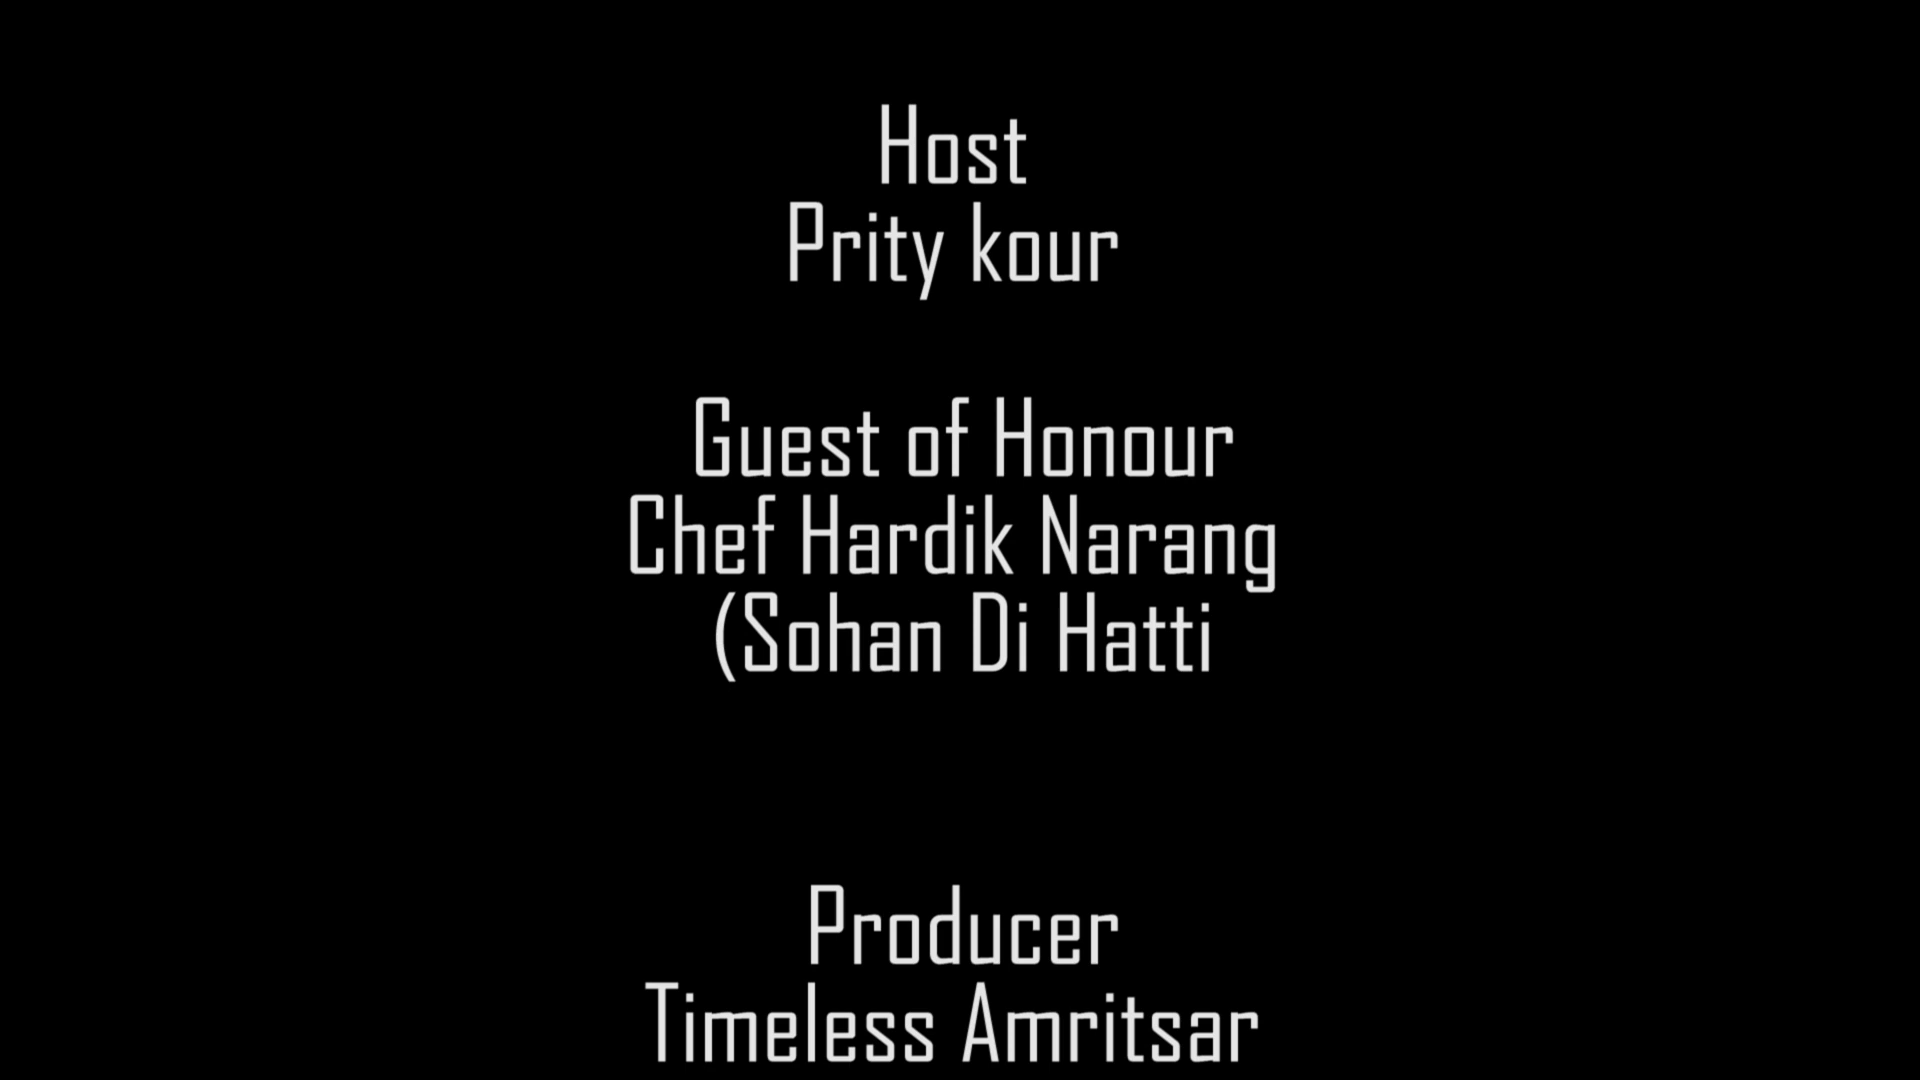 Host
Prity kour
Guest of Honour
Chef Hardik Narang
(Sohan Di Hatti
Producer
Timeless Amritsar